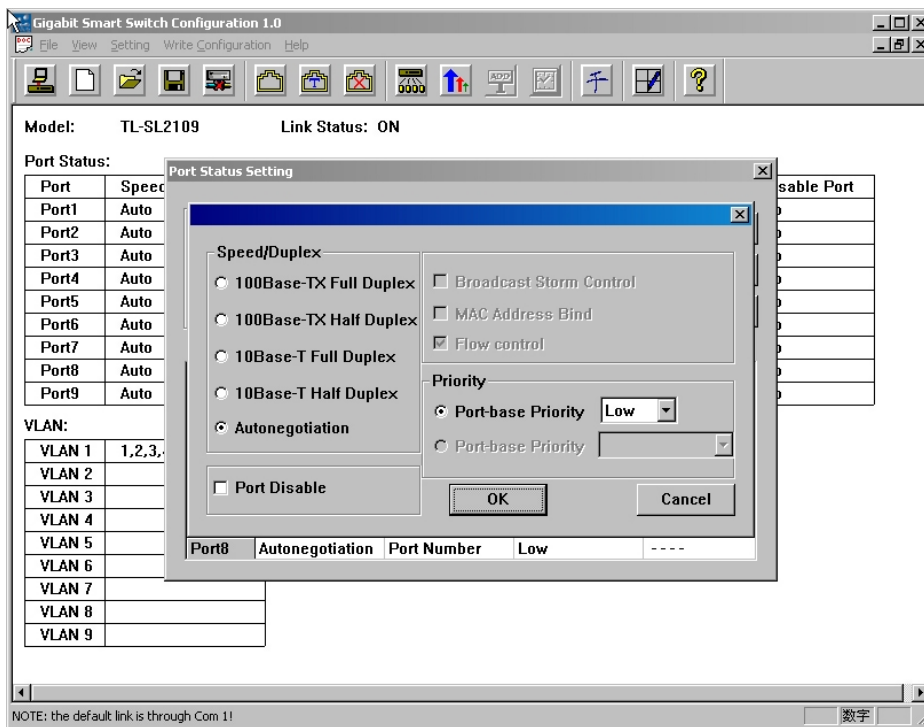 Gigabit Smart Switch Configuration 1.0
File View Setting Write Configuration Help
ADD
千
Model: TL-SL2109 Link Status: ON
Port Status:
Port Speed
sable Port
Port1 Auto
Port2 Auto
Port3 Auto
Port4 Auto
Port5 Auto
Port6 Auto
Port7 Auto
Port8 Auto
Port9 Auto
VLAN:
VLAN 1 1,2,3,
VLAN 2
VLAN 3
VLAN 4
VLAN 5
VLAN 6
VLAN 7
VLAN 8
VLAN 9
Port Status Setting
Speed/Duplex
100Base-TX Full Duplex
100Base-TX Half Duplex
10Base-T Full Duplex
10Base-T Half Duplex
Autonegotiation
Port Disable
Broadcast Storm Control
MAC Address Bind
Flow control
Priority
Port-base Priority Low
Port-base Priority
OK Cancel
Port8 Autonegotiation Port Number Low ----
NOTE: the default link is through Com 1!
数字